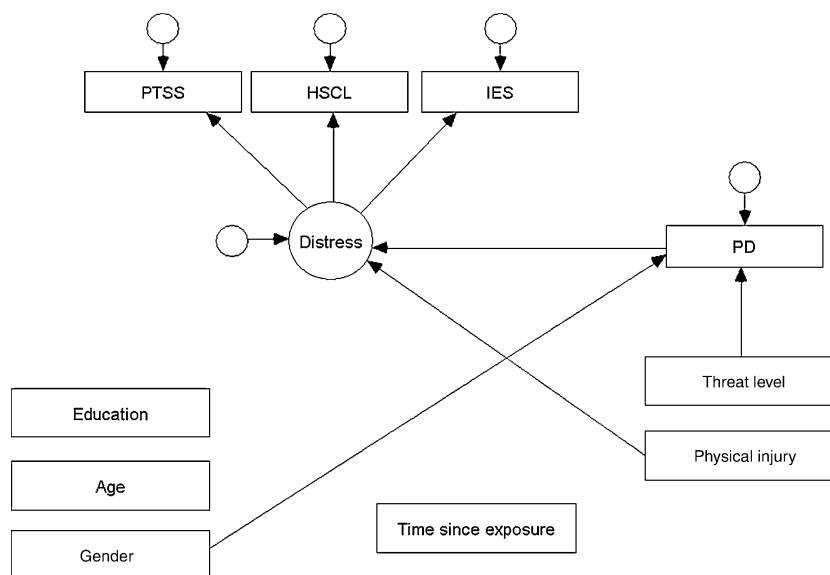 PTSS
HSCL
IES
Distress
PD
Threat level
Education
Physical injury
Age
Time since exposure
Gender